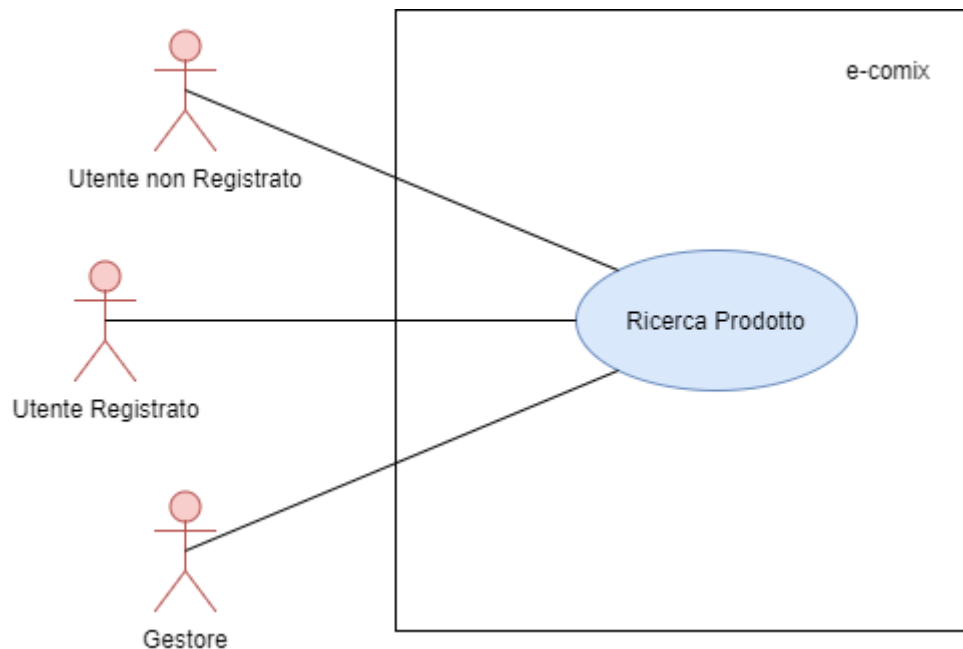 e-comix
Utente non Registrato
Ricerca Prodotto
Utente Registrato
Gestore